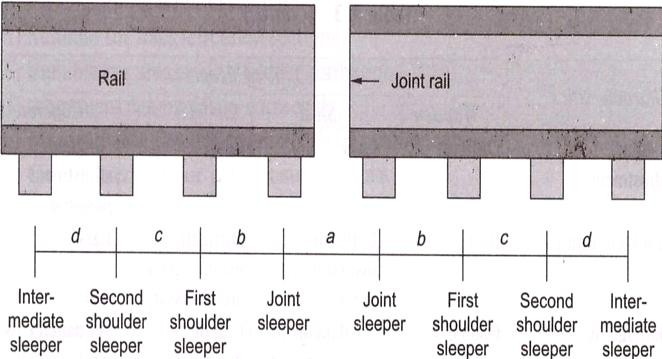 Rail
Joint rail
d c b a b c d
Inter-
mediate
sleeper
Second
shoulder
sleeper
First
shoulder
sleeper
Joint
sleeper
Joint
sleeper
First
shoulder
sleeper
Second
shoulder
sleeper
Inter-
mediate
sleeper